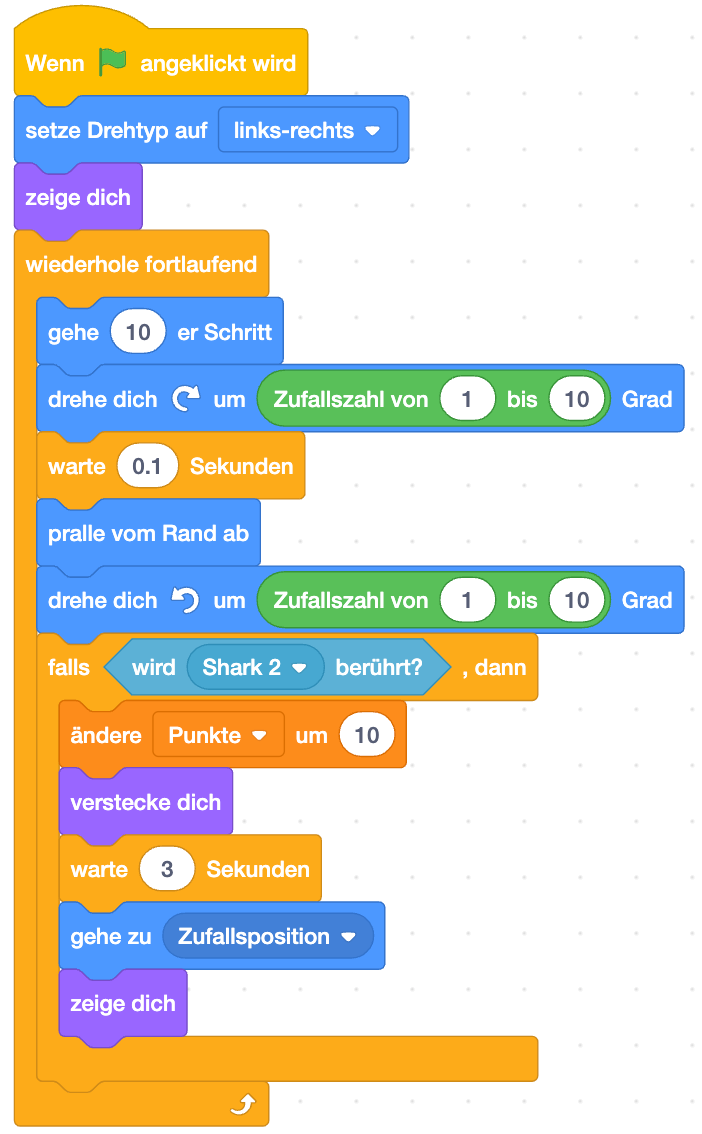 Wenn angeklickt wird
setze Drehtyp auf links-rechts
zeige dich
wiederhole fortlaufend
gehe 10 er Schritt
drehe dich um Zufallszahl von 1 bis 10 Grad
warte 0.1 Sekunden
pralle vom Rand ab
drehe dich um Zufallszahl von 1 bis 10 Grad
falls wird Shark 2 berührt? , dann
ändere Punkte um 10
verstecke dich
warte 3 Sekunden
gehe zu Zufallsposition
zeige dich